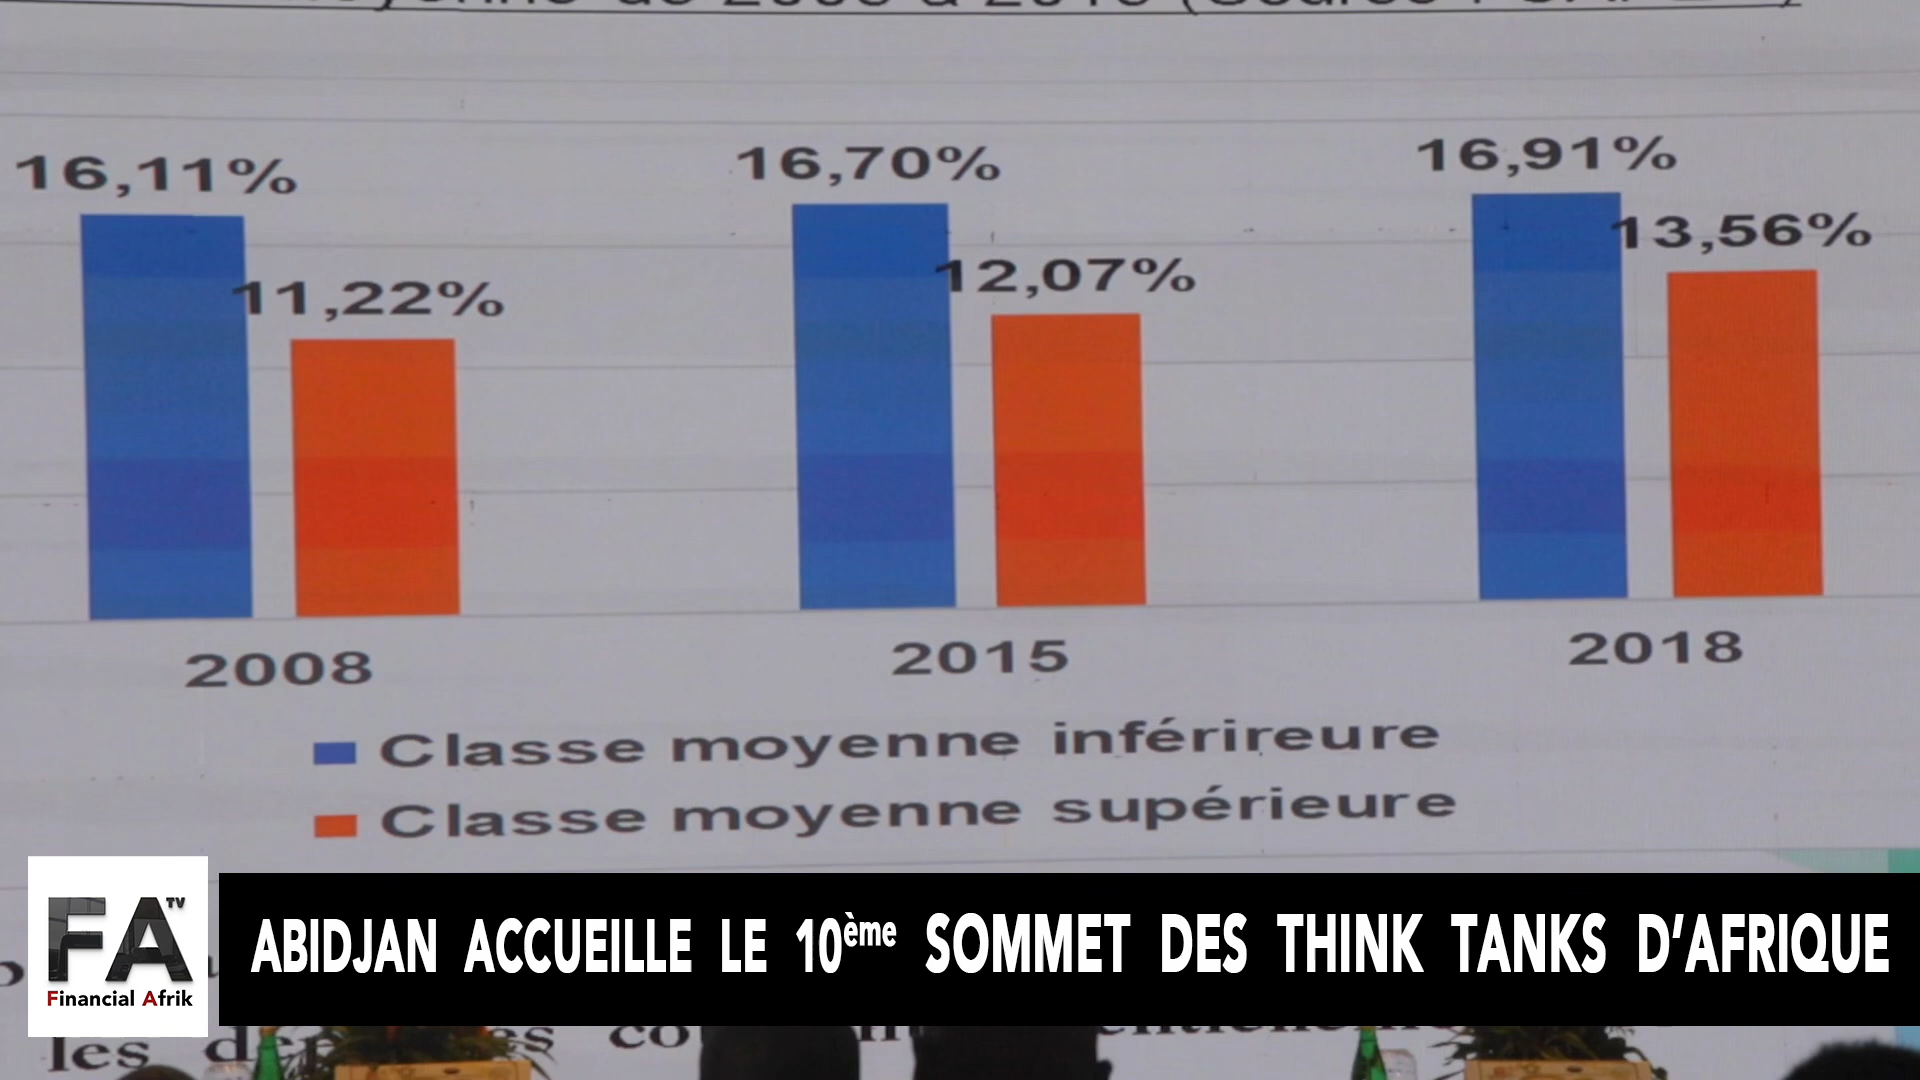 16,11%
11,22%
16,70%
12,07%
16,91%
13,56%
2008
2015
2018
Classe moyenne inférireure
Classe moyenne supérieure
FA TV
Financial Afrik
ABIDJAN ACCUEILLE LE 10ème SOMMET DES THINK TANKS D'AFRIQUE
les